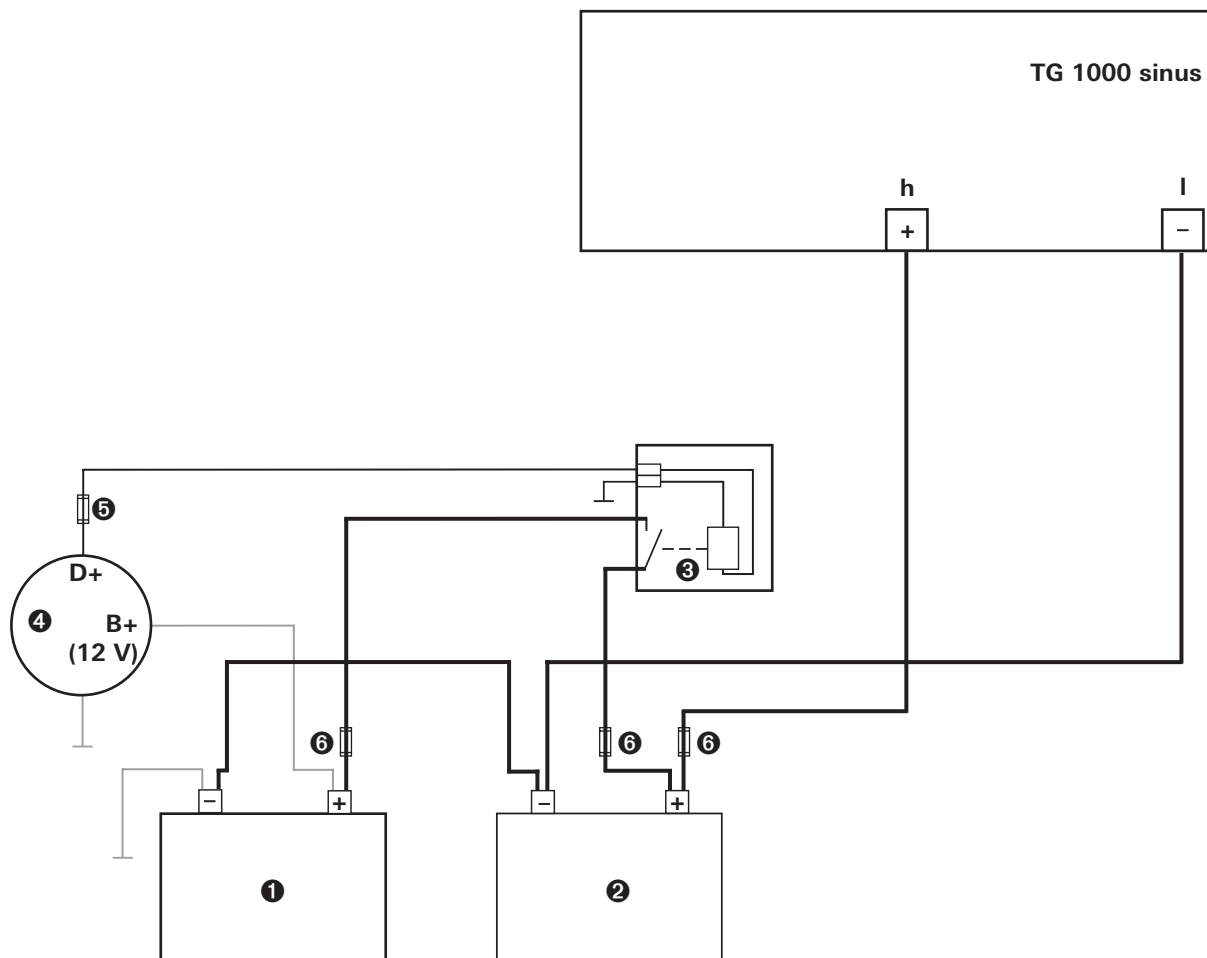 TG 1000 sinus
h
l
+
–
❺
D+
❸
❹
B+
(12 V)
❻
❻
❻
–
+
–
+
❶
❷